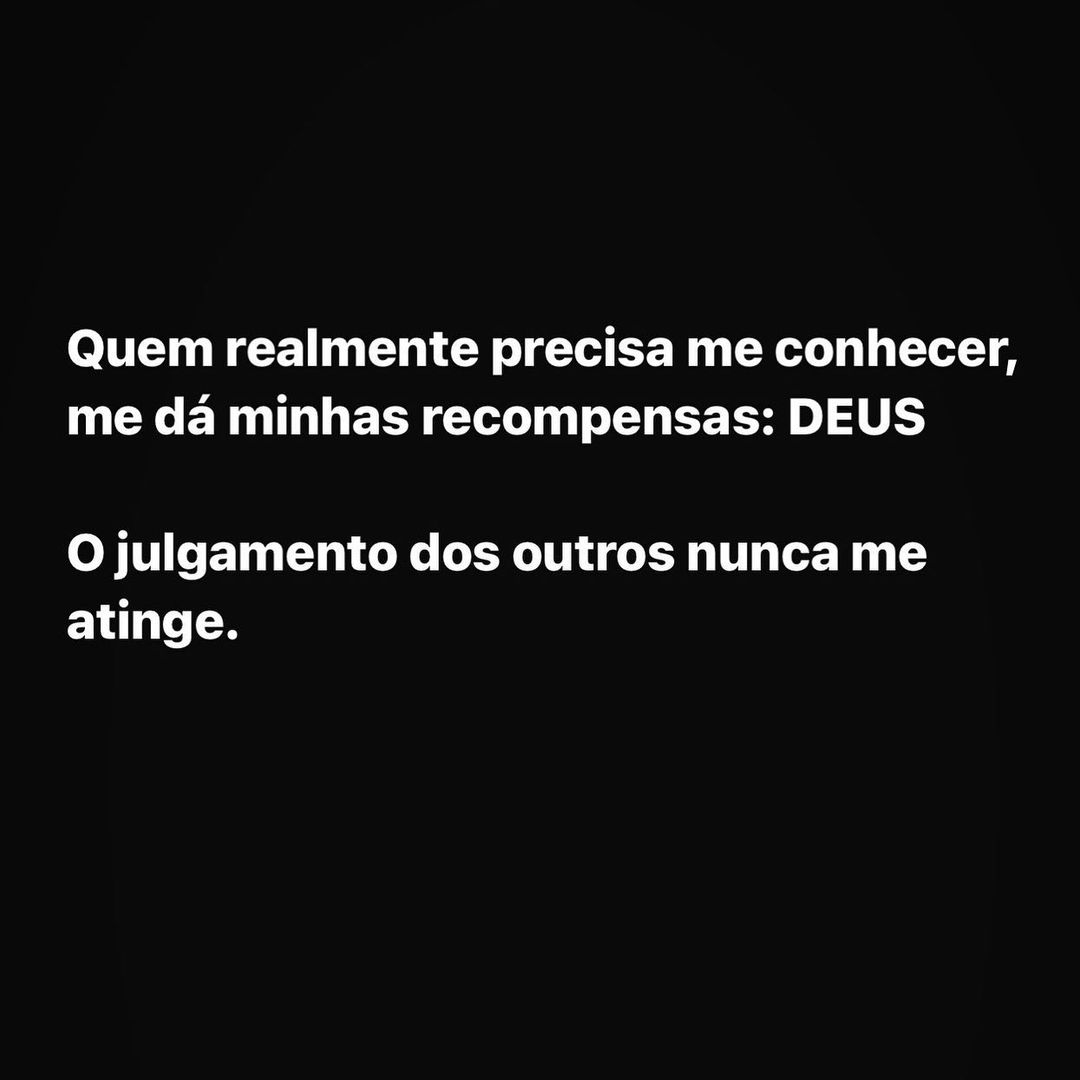 Quem realmente precisa me conhecer,
me dá minhas recompensas: DEUS
O julgamento dos outros nunca me
atinge.